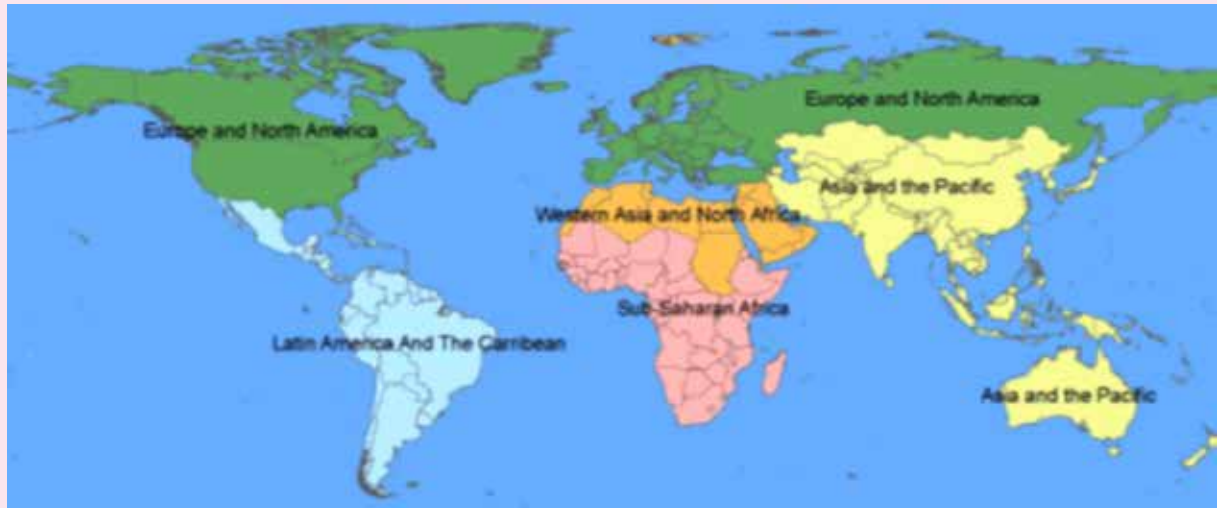 Europe and North America
Europe and North America
Asia and the Pacific
Western Asia and North Africa
Sub-Saharan Africa
Latin America And The Carribean
Asia and the Pacific